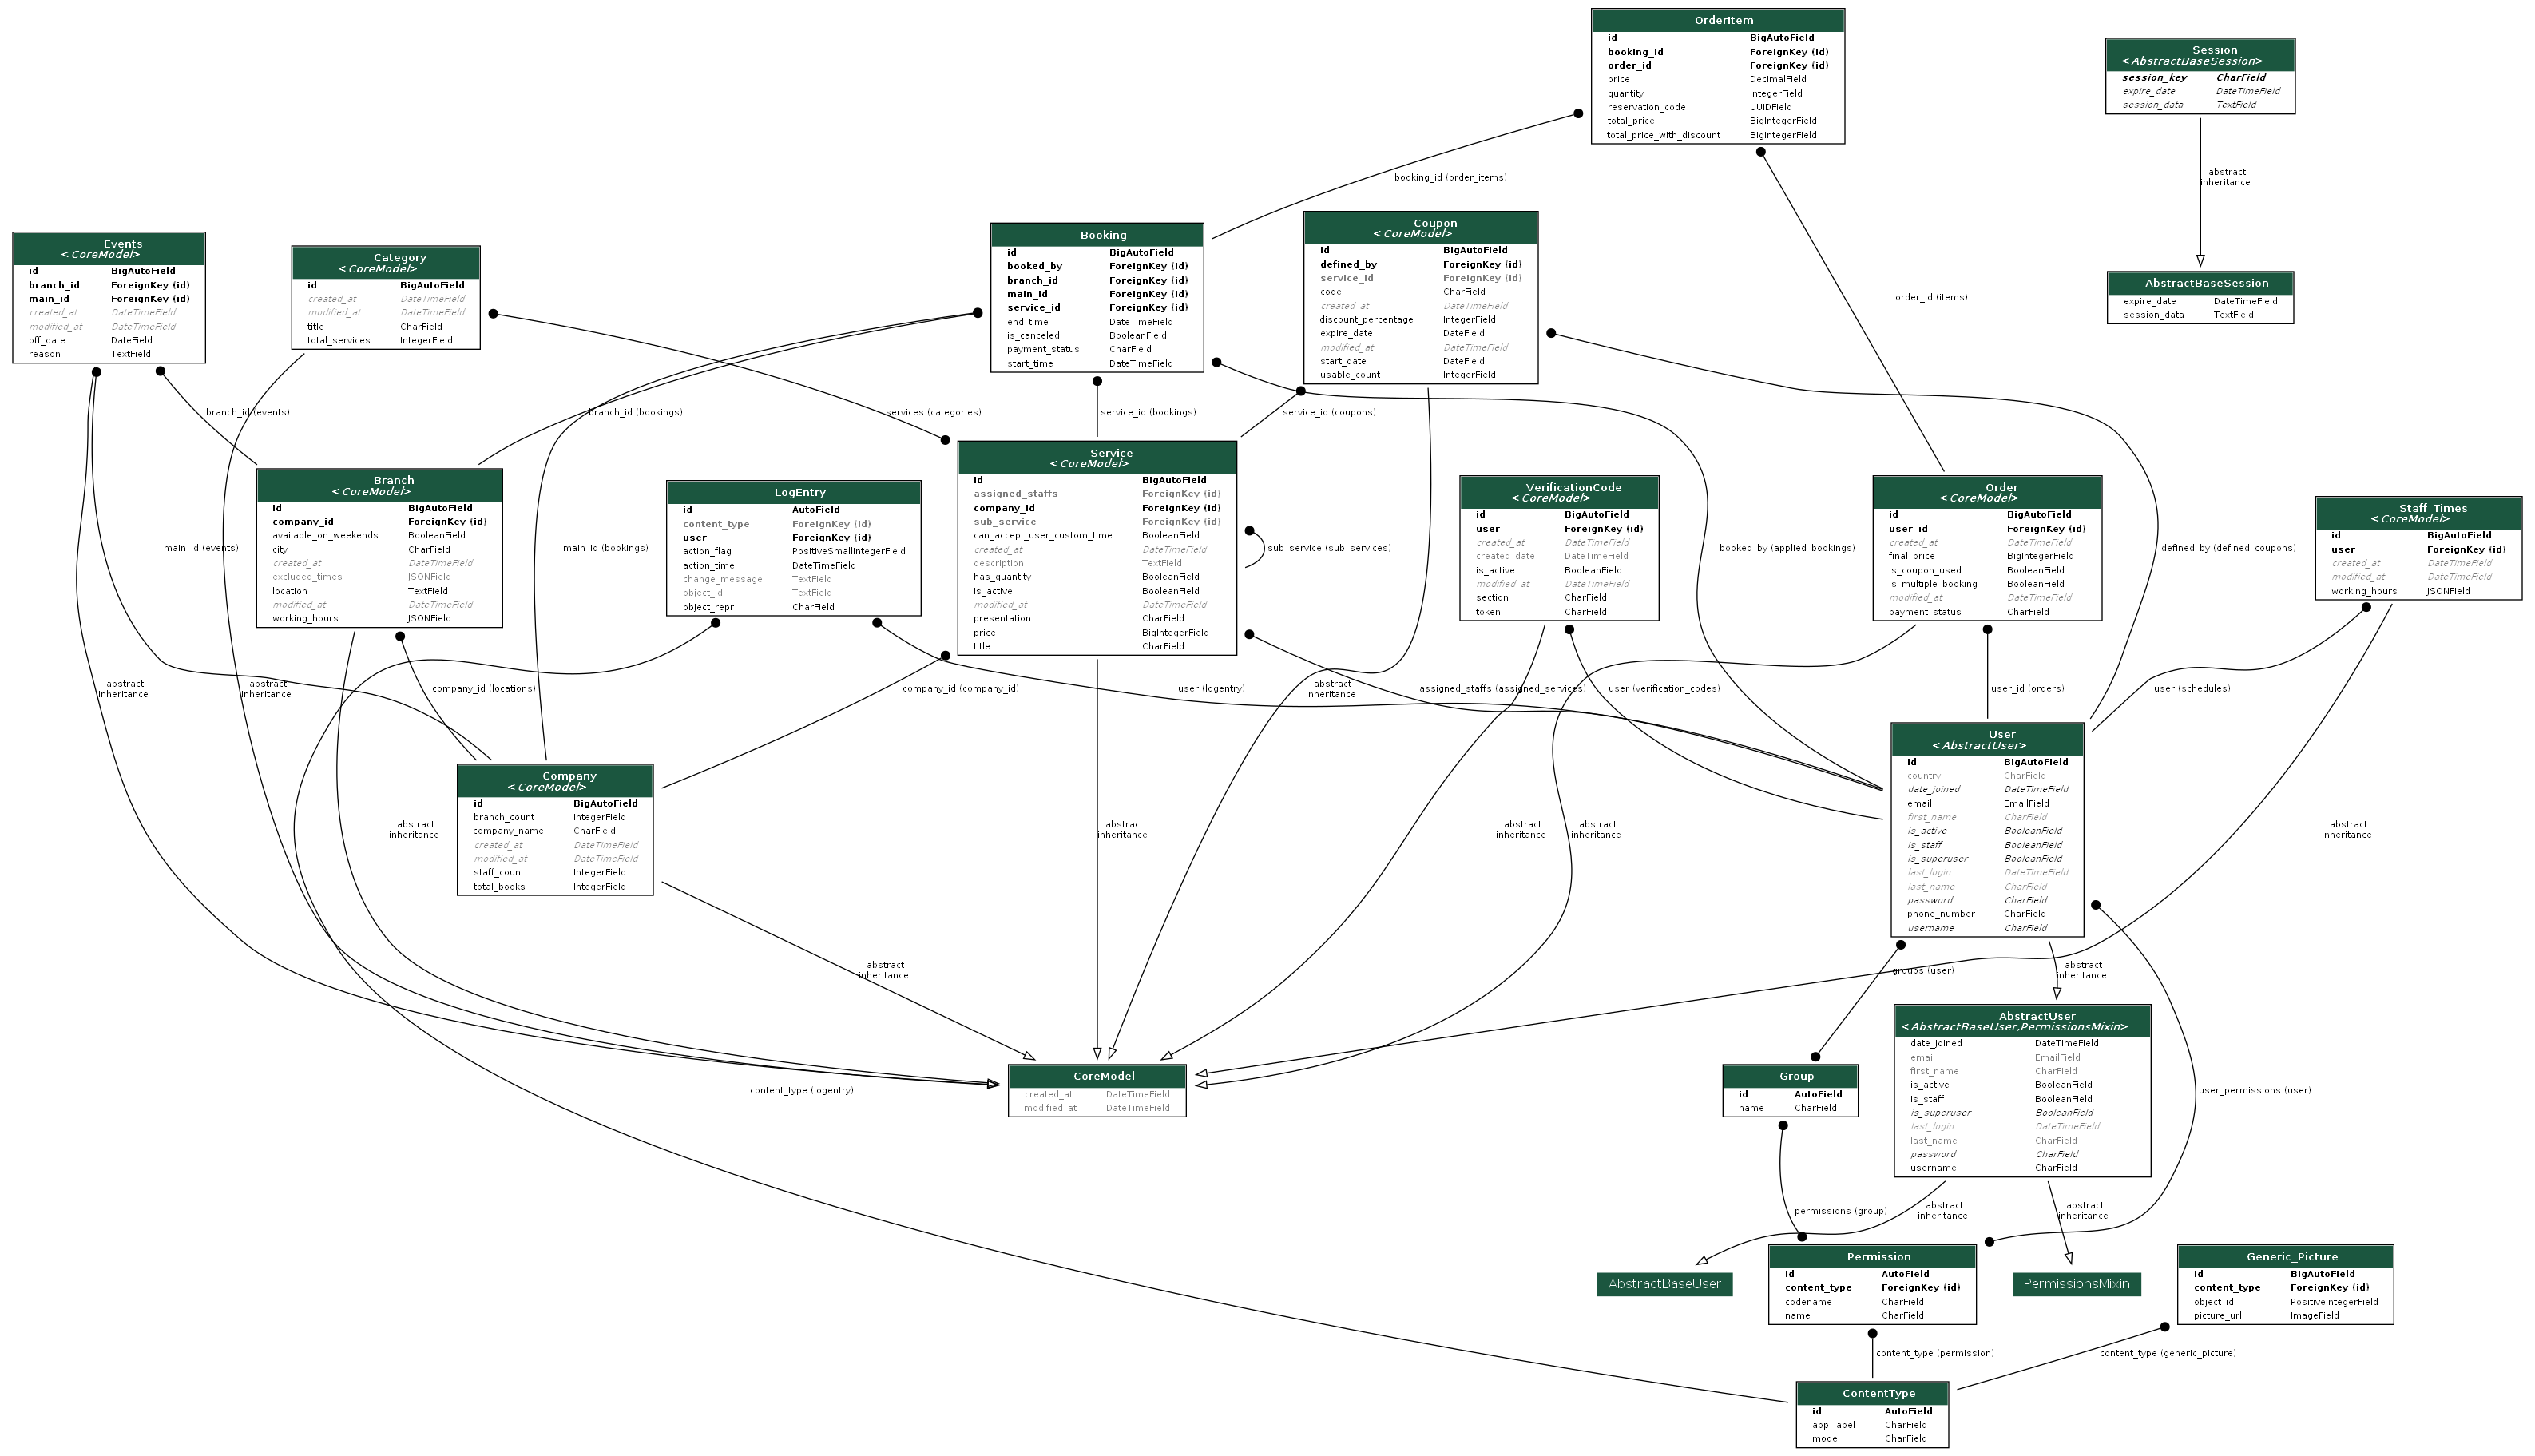 OrderItem
id BigAutoField
booking_id ForeignKey (id)
order_id ForeignKey (id)
price DecimalField
quantity IntegerField
reservation_code UUIDField
total_price BigIntegerField
total_price_with_discount BigIntegerField
Session
<AbstractBaseSession>
session_key CharField
expire_date DateTimeField
session_data TextField
booking_id (order_items)
abstract
inheritance
order_id (items)
Events
<CoreModel>
id BigAutoField
branch_id ForeignKey (id)
main_id ForeignKey (id)
created_at DateTimeField
modified_at DateTimeField
off_date DateField
reason TextField
Category
<CoreModel>
id BigAutoField
created_at DateTimeField
modified_at DateTimeField
title CharField
total_services IntegerField
Booking
id BigAutoField
booked_by ForeignKey (id)
branch_id ForeignKey (id)
main_id ForeignKey (id)
service_id ForeignKey (id)
end_time DateTimeField
is_canceled BooleanField
payment_status CharField
start_time DateTimeField
Coupon
<CoreModel>
id BigAutoField
defined_by ForeignKey (id)
service_id ForeignKey (id)
code CharField
created_at DateTimeField
discount_percentage IntegerField
expire_date DateField
modified_at DateTimeField
start_date DateField
usable_count IntegerField
AbstractBaseSession
expire_date DateTimeField
session_data TextField
branch_id (events)
branch_id (bookings)
services (categories)
service_id (bookings)
service_id (coupons)
Branch
<CoreModel>
id BigAutoField
company_id ForeignKey (id)
available_on_weekends BooleanField
city CharField
created_at DateTimeField
excluded_times JSONField
location TextField
modified_at DateTimeField
working_hours JSONField
LogEntry
id AutoField
content_type ForeignKey (id)
user ForeignKey (id)
action_flag PositiveSmallIntegerField
action_time DateTimeField
change_message TextField
object_id TextField
object_repr CharField
Service
<CoreModel>
id BigAutoField
assigned_staffs ForeignKey (id)
company_id ForeignKey (id)
sub_service ForeignKey (id)
can_accept_user_custom_time BooleanField
created_at DateTimeField
description TextField
has_quantity BooleanField
is_active BooleanField
modified_at DateTimeField
presentation CharField
price BigIntegerField
title CharField
VerificationCode
<CoreModel>
id BigAutoField
user ForeignKey (id)
created_at DateTimeField
created_date DateTimeField
is_active BooleanField
modified_at DateTimeField
section CharField
token CharField
Order
<CoreModel>
id BigAutoField
user_id ForeignKey (id)
created_at DateTimeField
final_price BigIntegerField
is_coupon_used BooleanField
is_multiple_booking BooleanField
modified_at DateTimeField
payment_status CharField
Staff_Times
<CoreModel>
id BigAutoField
user ForeignKey (id)
created_at DateTimeField
modified_at DateTimeField
working_hours JSONField
main_id (events)
main_id (bookings)
sub_service (sub_services)
booked_by (applied_bookings)
defined_by (defined_coupons)
abstract
inheritance
abstract
inheritance
company_id (locations)
company_id (company_id)
user (logentry)
abstract
inheritance
assigned_staffs (assigned_services)
user (verification_codes)
user_id (orders)
user (schedules)
Company
<CoreModel>
id BigAutoField
branch_count IntegerField
company_name CharField
created_at DateTimeField
modified_at DateTimeField
staff_count IntegerField
total_books IntegerField
User
<AbstractUser>
id BigAutoField
country CharField
date_joined DateTimeField
email EmailField
first_name CharField
is_active BooleanField
is_staff BooleanField
is_superuser BooleanField
last_login DateTimeField
last_name CharField
password CharField
phone_number CharField
username CharField
abstract
inheritance
abstract
inheritance
abstract
inheritance
abstract
inheritance
abstract
inheritance
abstract
inheritance
groups (user)
abstract
inheritance
CoreModel
created_at DateTimeField
modified_at DateTimeField
content_type (logentry)
Group
id AutoField
name CharField
AbstractUser
<AbstractBaseUser,PermissionsMixin>
date_joined DateTimeField
email EmailField
first_name CharField
is_active BooleanField
is_staff BooleanField
is_superuser BooleanField
last_login DateTimeField
last_name CharField
password CharField
username CharField
user_permissions (user)
permissions (group)
abstract
inheritance
abstract
inheritance
AbstractBaseUser
Permission
id AutoField
content_type ForeignKey (id)
codename CharField
name CharField
PermissionsMixin
Generic_Picture
id BigAutoField
content_type ForeignKey (id)
object_id PositiveIntegerField
picture_url ImageField
content_type (permission)
content_type (generic_picture)
ContentType
id AutoField
app_label CharField
model CharField